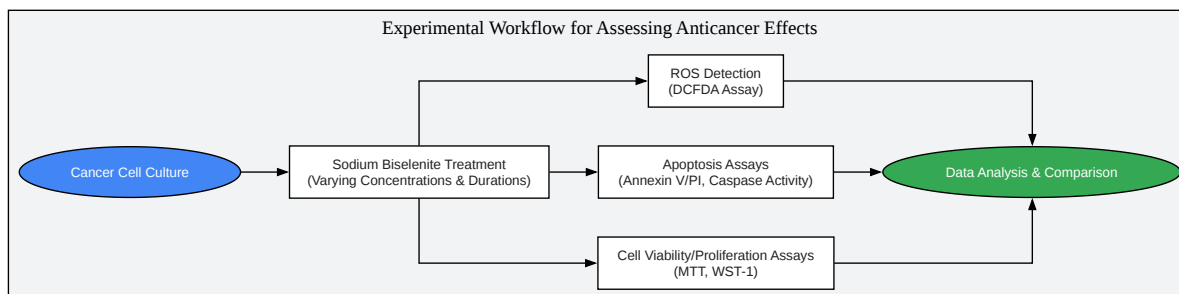 Experimental Workflow for Assessing Anticancer Effects
ROS Detection
(DCFDA Assay)
Cancer Cell Culture
Sodium Biselenite Treatment
(Varying Concentrations & Durations)
Apoptosis Assays
(Annexin V/PI, Caspase Activity)
Data Analysis & Comparison
Cell Viability/Proliferation Assays
(MTT, WST-1)